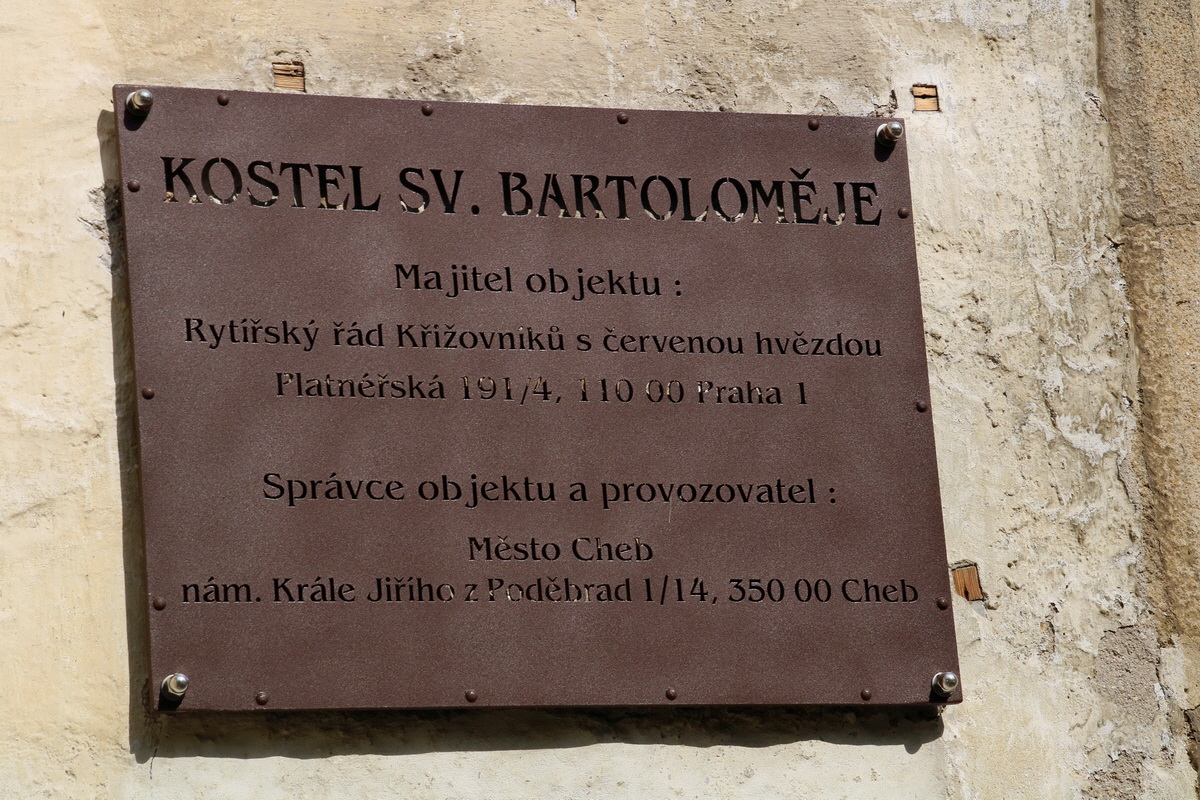 KOSTEL SV. BARTOLOMĚJE
Majitel objektu :
Rytířský řád Křižovniků s červenou hvězdou
Platnéřská 191/4, 110 00 Praha 1
Správce objektu a provozovatel :
Město Cheb
nám. Krále Jiřího z Poděbrad 1/14, 350 00 Cheb